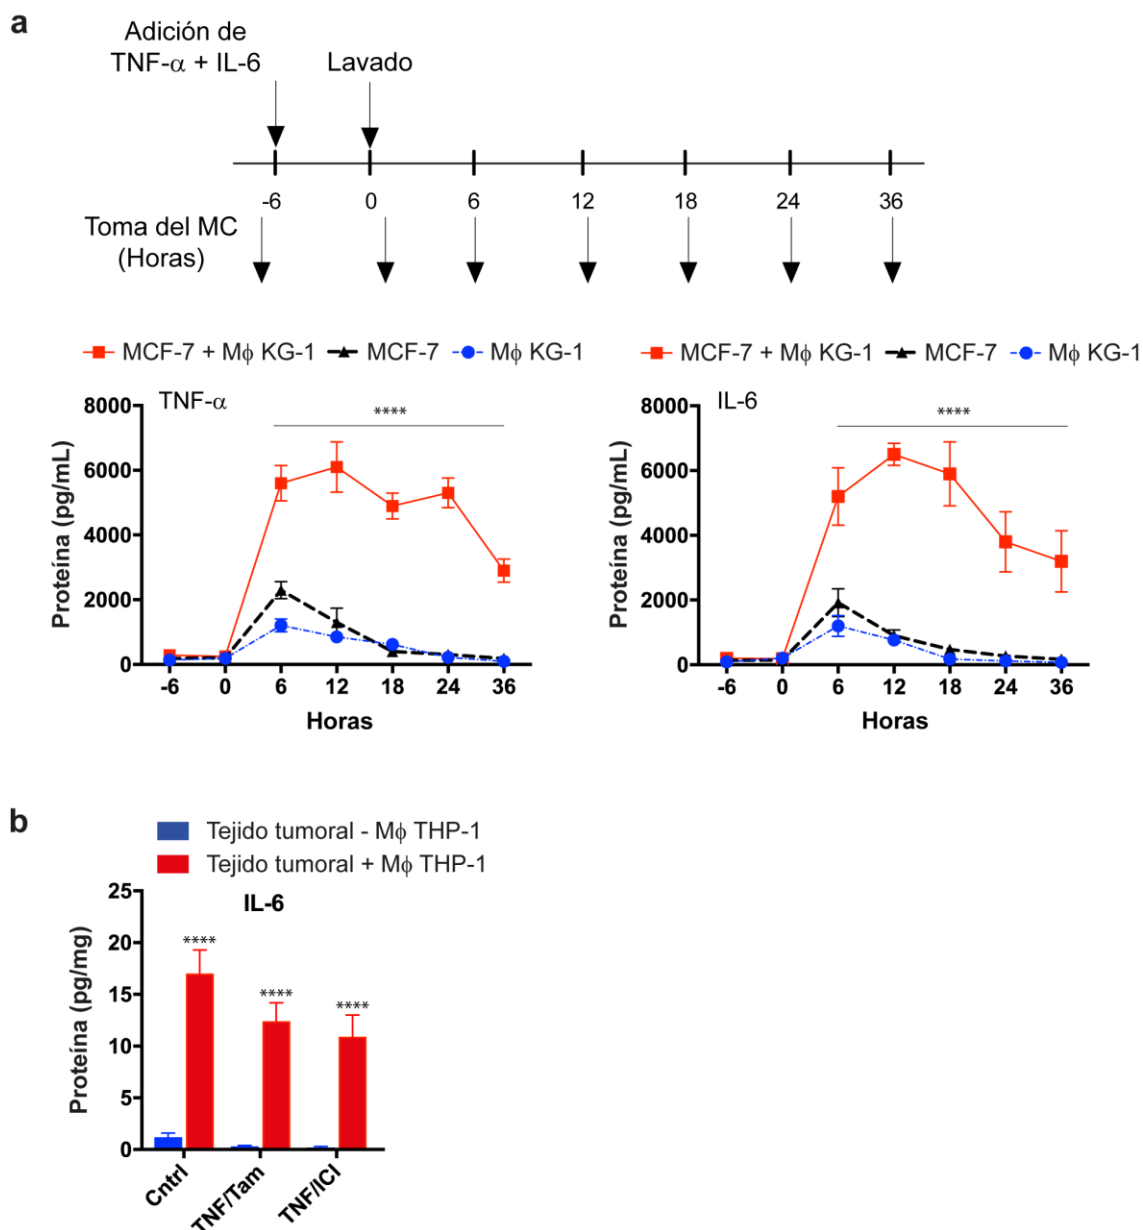 a
Adición de
TNF-α + IL-6
Lavado
-6 0 6 12 18 24 36
Toma del MC
(Horas)
MCF-7 + Mϕ KG-1 MCF-7 Mϕ KG-1
MCF-7 + Mϕ KG-1 MCF-7 Mϕ KG-1
TNF-α
****
Proteína (pg/mL)
8000
6000
4000
2000
0
-6 0 6 12 18 24 36
Horas
IL-6
****
Proteína (pg/mL)
8000
6000
4000
2000
0
-6 0 6 12 18 24 36
Horas
b
Tejido tumoral - Mϕ THP-1
Tejido tumoral + Mϕ THP-1
IL-6
Proteína (pg/mg)
25
20
15
10
5
0
****
****
****
Cntrl
TNF/Tam
TNF/ICI